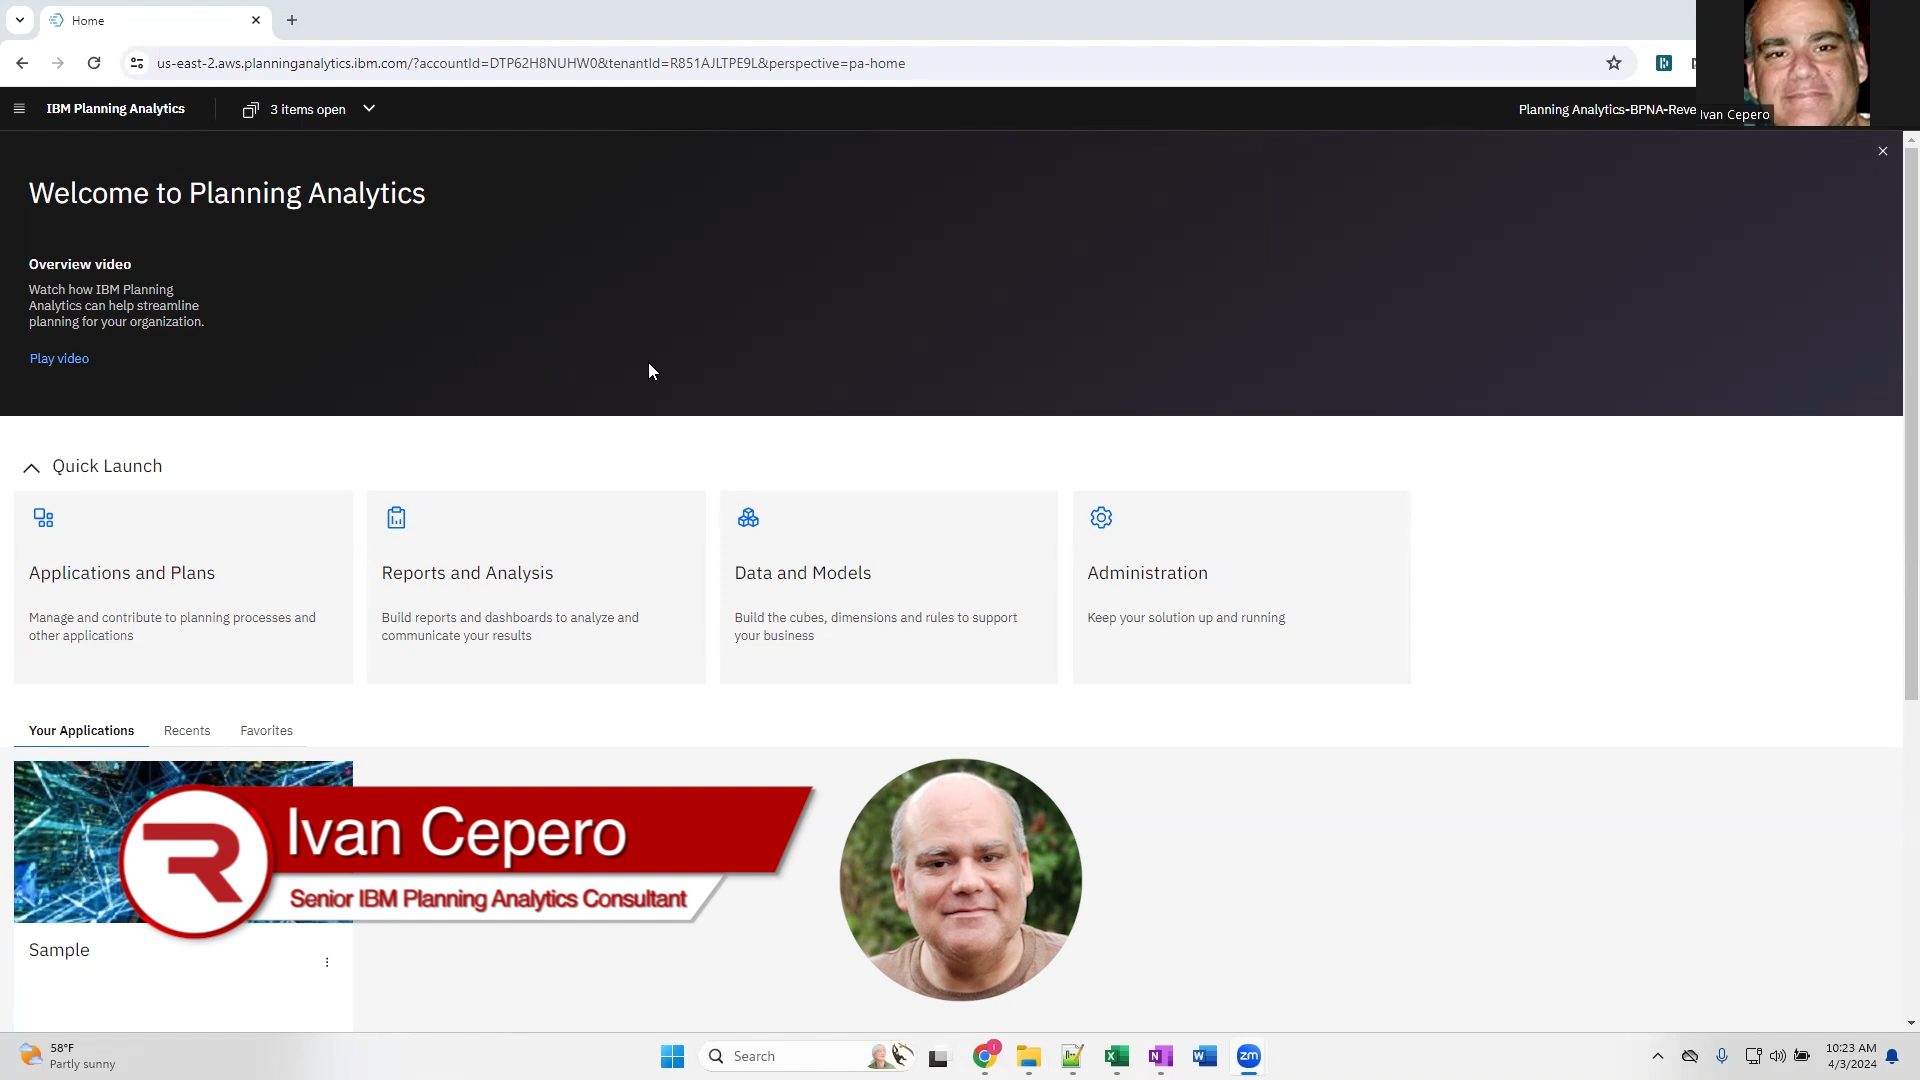 Home
us-east-2.aws.planninganalytics.ibm.com/?accountId=DTP62H8NUHW0&tenantId=R851AJLTPE9L&perspective=pa-home
IBM Planning Analytics
3 items open
Planning Analytics-BPNA-Reve
Ivan Cepero
Welcome to Planning Analytics
Overview video
Watch how IBM Planning
Analytics can help streamline
planning for your organization.
Play video
Quick Launch
Applications and Plans
Manage and contribute to planning processes and
other applications
Reports and Analysis
Build reports and dashboards to analyze and
communicate your results
Data and Models
Build the cubes, dimensions and rules to support
your business
Administration
Keep your solution up and running
Your Applications
Recents
Favorites
Ivan Cepero
Senior IBM Planning Analytics Consultant
Sample
58°F
Partly sunny
Search
zm
10:23 AM
4/3/2024